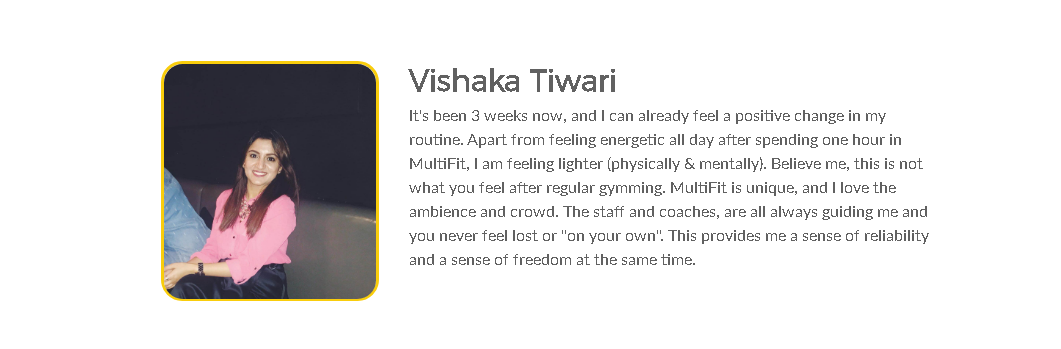 Vishaka Tiwari
It's been 3 weeks now, and I can already feel a positive change in my
routine. Apart from feeling energetic all day after spending one hour in
MultiFit, I am feeling lighter (physically & mentally). Believe me, this is not
what you feel after regular gymming. MultiFit is unique, and I love the
ambience and crowd. The staff and coaches, are all always guiding me and
you never feel lost or "on your own". This provides me a sense of reliability
and a sense of freedom at the same time.